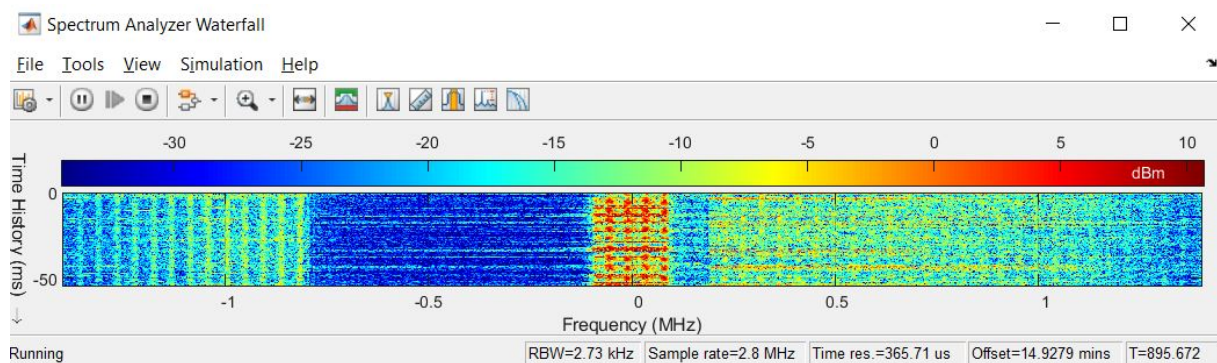 Spectrum Analyzer Waterfall
File Tools View Simulation Help
-30 -25 -20 -15 -10 -5 0 5 10
dBm
Time History (ms)
0
-50
-1 -0.5 0 0.5 1
Frequency (MHz)
Running RBW=2.73 kHz Sample rate=2.8 MHz Time res.=365.71 us Offset=14.9279 mins T=895.672